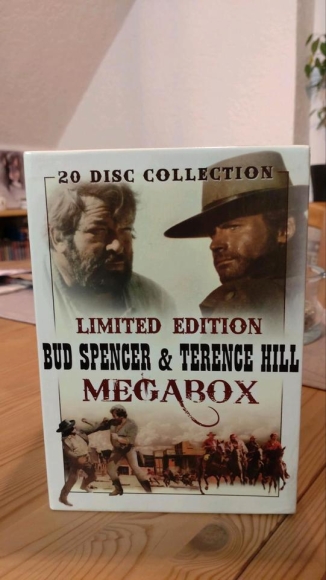 20 DISC COLLECTION
LIMITED EDITION
BUD SPENCER & TERENCE HILL
MEGABOX